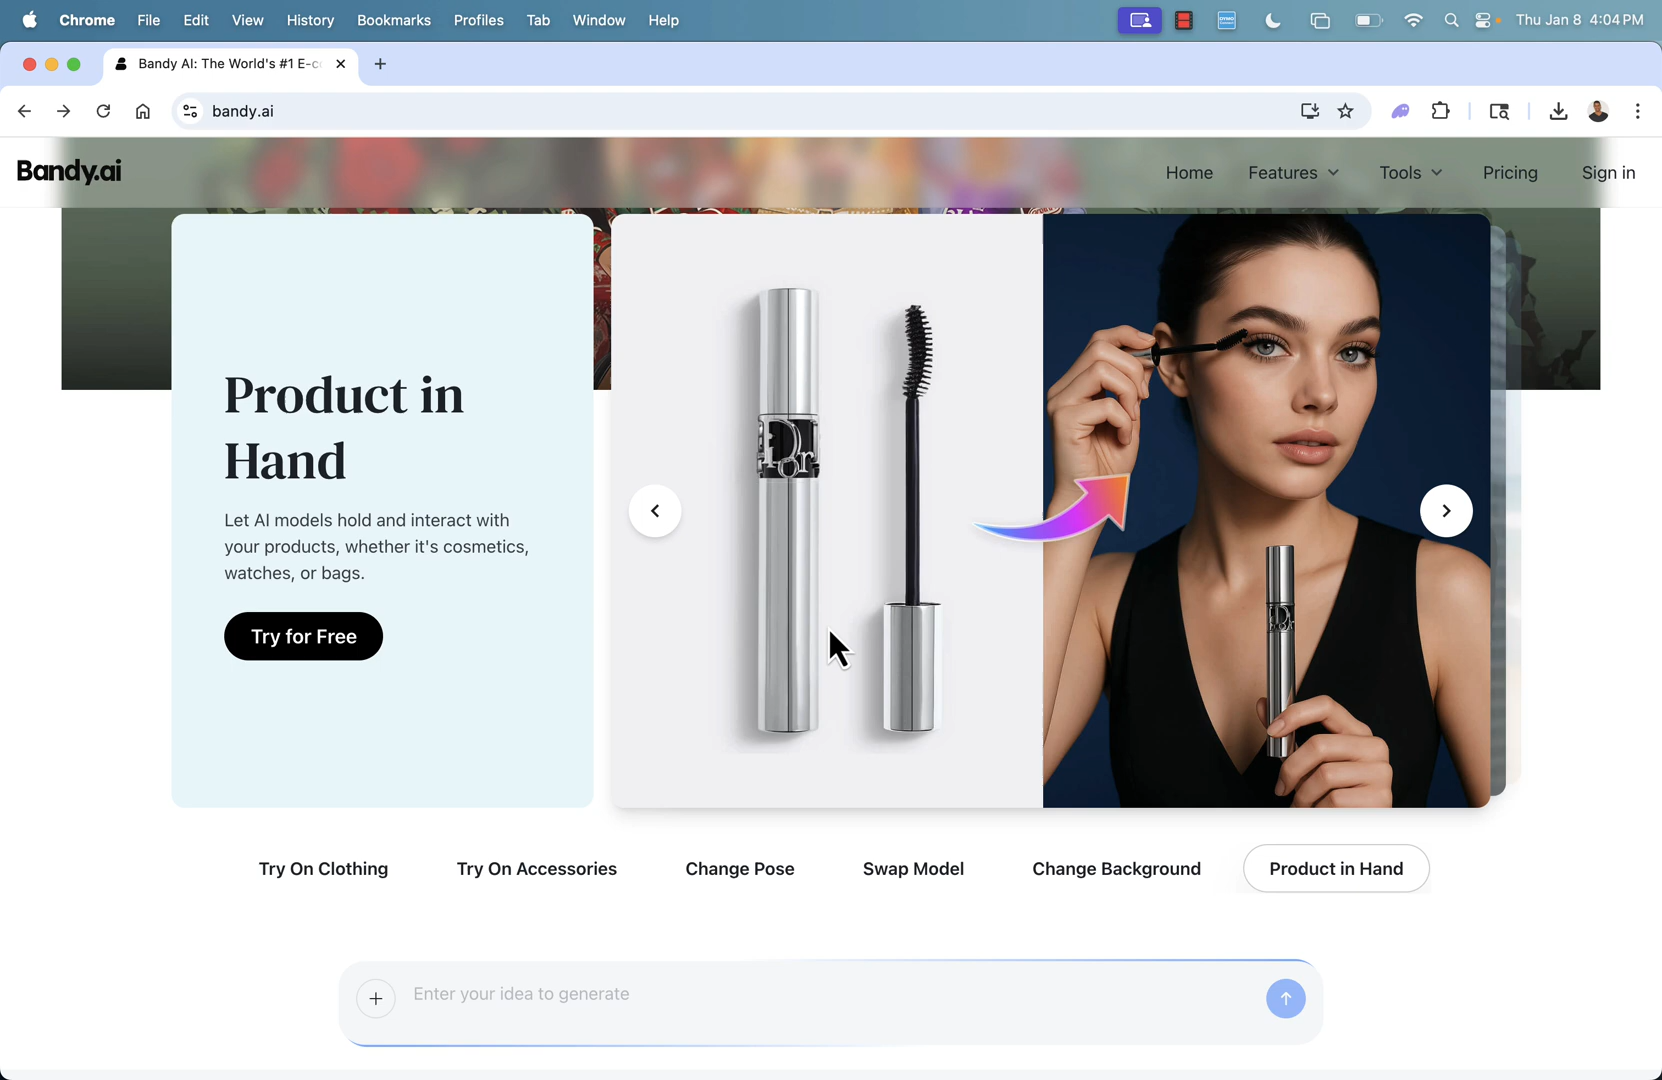 Chrome File Edit View History Bookmarks Profiles Tab Window Help Thu Jan 8 4:04 PM
Bandy AI: The World's #1 E-c
bandy.ai
Bandy.ai Home Features Tools Pricing Sign in
Product in
Hand
Let AI models hold and interact with
your products, whether it's cosmetics,
watches, or bags.
Try for Free
Dior
Try On Clothing Try On Accessories Change Pose Swap Model Change Background Product in Hand
Enter your idea to generate